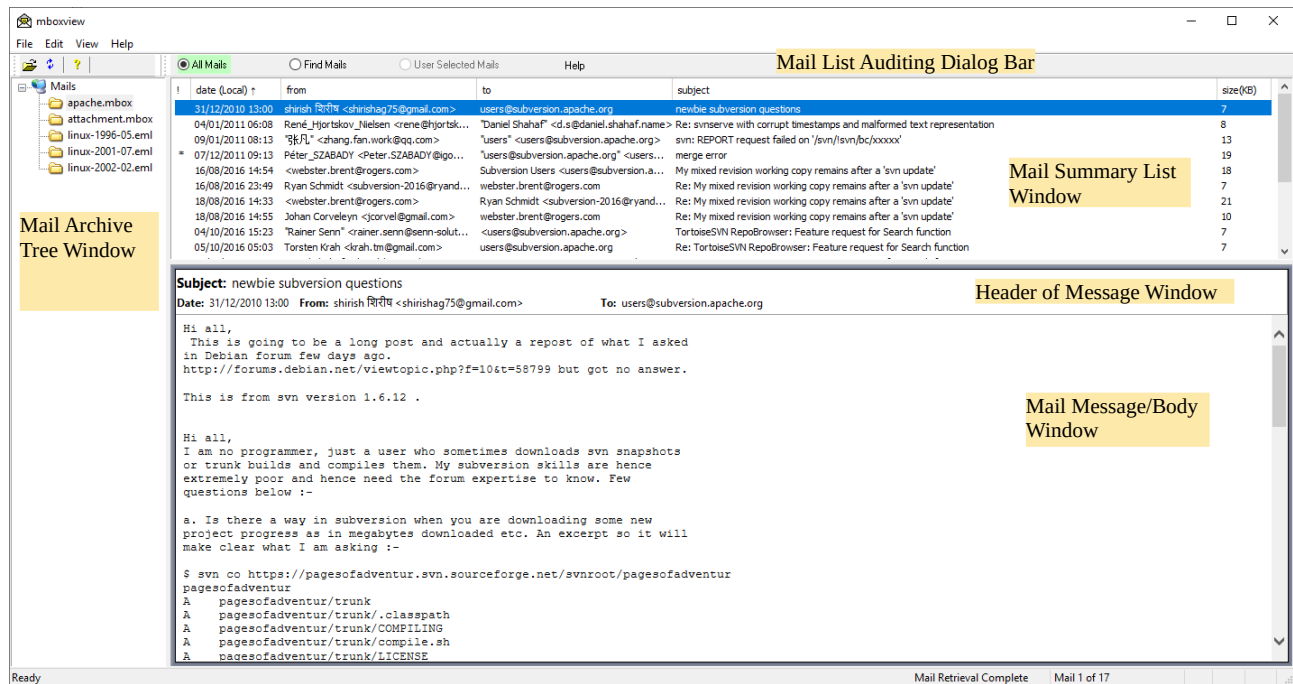 mboxview
File Edit View Help
All Mails Find Mails User Selected Mails Help Mail List Auditing Dialog Bar
Mails
apache.mbox
attachment.mbox
linux-1996-05.eml
linux-2001-07.eml
linux-2002-02.eml
Mail Archive
Tree Window
! date (Local) ↑ from to subject size(KB)
31/12/2010 13:00 shirish शिरीष <shirishag75@gmail.com> users@subversion.apache.org newbie subversion questions 7
04/01/2011 06:08 René_Hjortskov_Nielsen <rene@hjortsk... "Daniel Shahaf" <d.s@daniel.shahaf.name> Re: svnserve with corrupt timestamps and malformed text representation 8
09/01/2011 08:13 "张凡" <zhang.fan.work@qq.com> "users" <users@subversion.apache.org> svn: REPORT request failed on '/svn/!svn/bc/xxxxx' 13
* 07/12/2011 09:13 Péter_SZABADY <Peter.SZABADY@igo... "users@subversion.apache.org" <users... merge error 19
16/08/2016 14:54 <webster.brent@rogers.com> Subversion Users <users@subversion.a... My mixed revision working copy remains after a 'svn update' 18
16/08/2016 23:49 Ryan Schmidt <subversion-2016@ryand... webster.brent@rogers.com Re: My mixed revision working copy remains after a 'svn update' 7
18/08/2016 14:33 <webster.brent@rogers.com> Ryan Schmidt <subversion-2016@ryand... Re: My mixed revision working copy remains after a 'svn update' 21
18/08/2016 14:55 Johan Corveleyn <jcorvel@gmail.com> webster.brent@rogers.com Re: My mixed revision working copy remains after a 'svn update' 10
04/10/2016 15:23 "Rainer Senn" <rainer.senn@senn-solut... <users@subversion.apache.org> TortoiseSVN RepoBrowser: Feature request for Search function 7
05/10/2016 05:03 Torsten Krah <krah.tm@gmail.com> users@subversion.apache.org Re: TortoiseSVN RepoBrowser: Feature request for Search function 7
Mail Summary List
Window
Subject: newbie subversion questions
Date: 31/12/2010 13:00 From: shirish शिरीष <shirishag75@gmail.com> To: users@subversion.apache.org
Header of Message Window
Hi all,
This is going to be a long post and actually a repost of what I asked
in Debian forum few days ago.
http://forums.debian.net/viewtopic.php?f=10&t=58799 but got no answer.
This is from svn version 1.6.12 .
Mail Message/Body
Window
Hi all,
I am no programmer, just a user who sometimes downloads svn snapshots
or trunk builds and compiles them. My subversion skills are hence
extremely poor and hence need the forum expertise to know. Few
questions below :-
a. Is there a way in subversion when you are downloading some new
project progress as in megabytes downloaded etc. An excerpt so it will
make clear what I am asking :-
$ svn co https://pagesofadventur.svn.sourceforge.net/svnroot/pagesofadventur
pagesofadventur
A pagesofadventur/trunk
A pagesofadventur/trunk/.classpath
A pagesofadventur/trunk/COMPILING
A pagesofadventur/trunk/compile.sh
A pagesofadventur/trunk/LICENSE
Ready Mail Retrieval Complete Mail 1 of 17